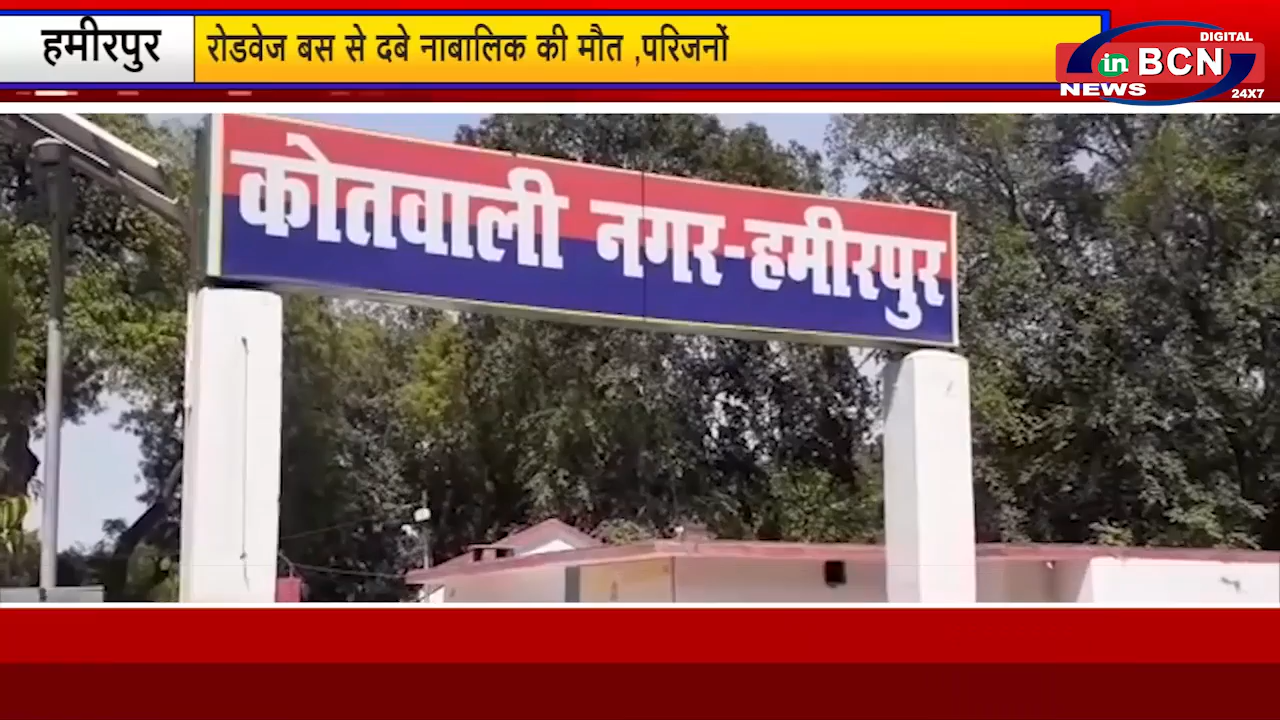 हमीरपुर
रोडवेज बस से दबे नाबालिक की मौत ,परिजनों
DIGITAL
in BCN
NEWS
24X7
कोतवाली नगर-हमीरपुर